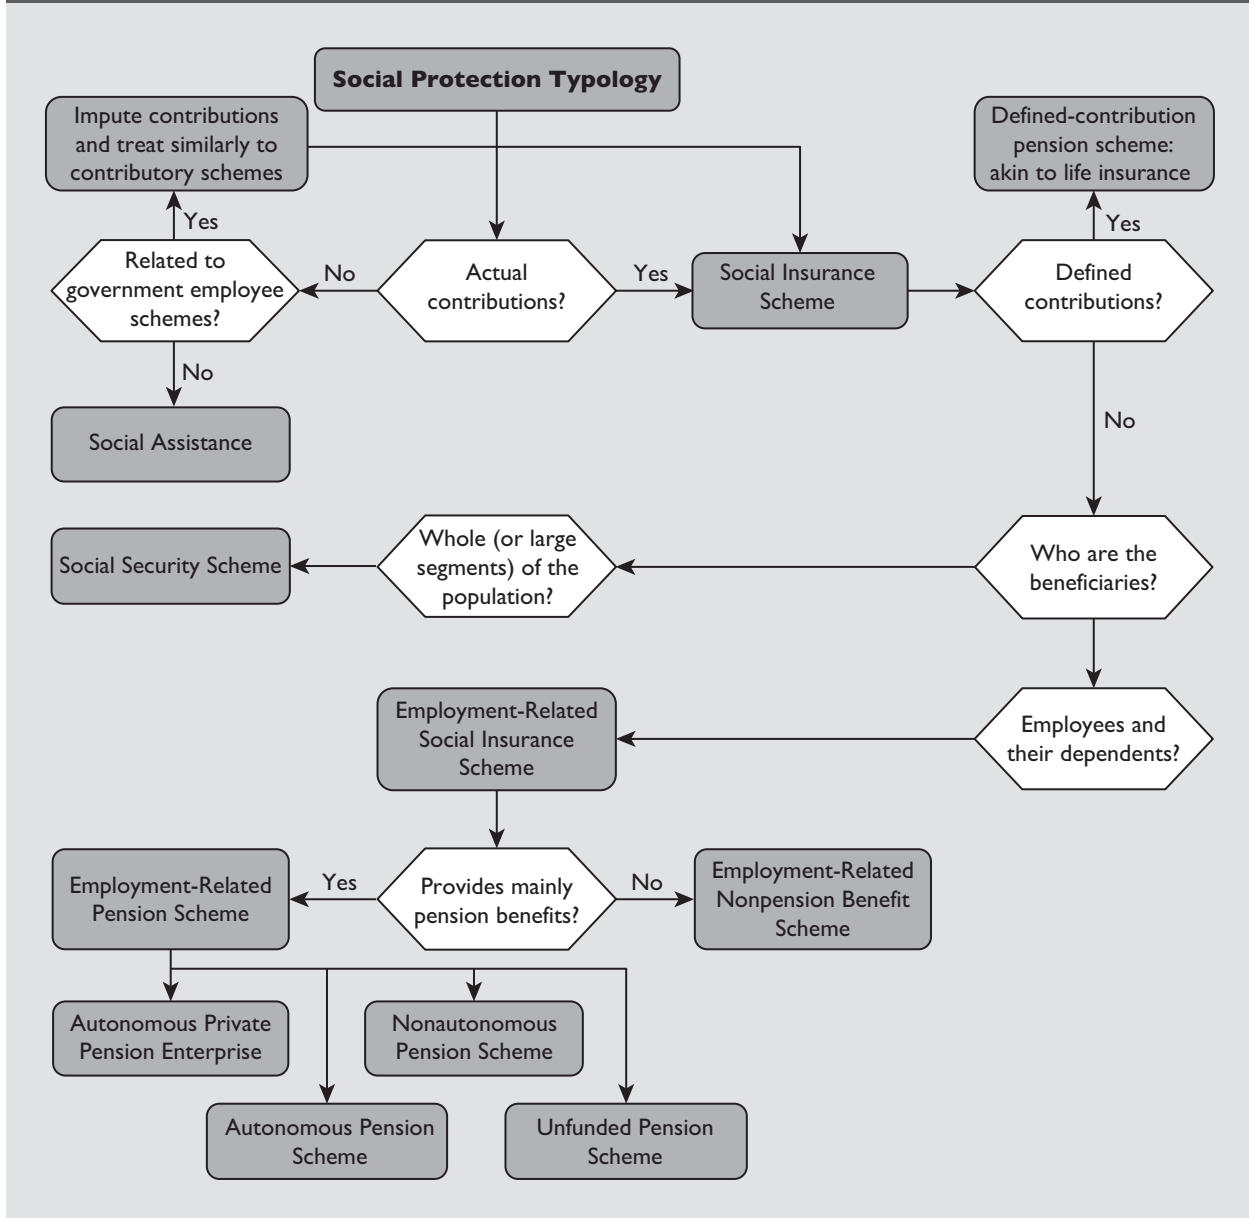 Social Protection Typology
Impute contributions
and treat similarly to
contributory schemes
Defined-contribution
pension scheme:
akin to life insurance
Yes
Yes
Related to
government employee
schemes?
No
Actual
contributions?
Yes
Social Insurance
Scheme
Defined
contributions?
No
No
Social Assistance
Social Security Scheme
Whole (or large
segments) of the
population?
Who are the
beneficiaries?
Employment-Related
Social Insurance
Scheme
Employees and
their dependents?
Employment-Related
Pension Scheme
Yes
Provides mainly
pension benefits?
No
Employment-Related
Nonpension Benefit
Scheme
Autonomous Private
Pension Enterprise
Nonautonomous
Pension Scheme
Autonomous Pension
Scheme
Unfunded Pension
Scheme